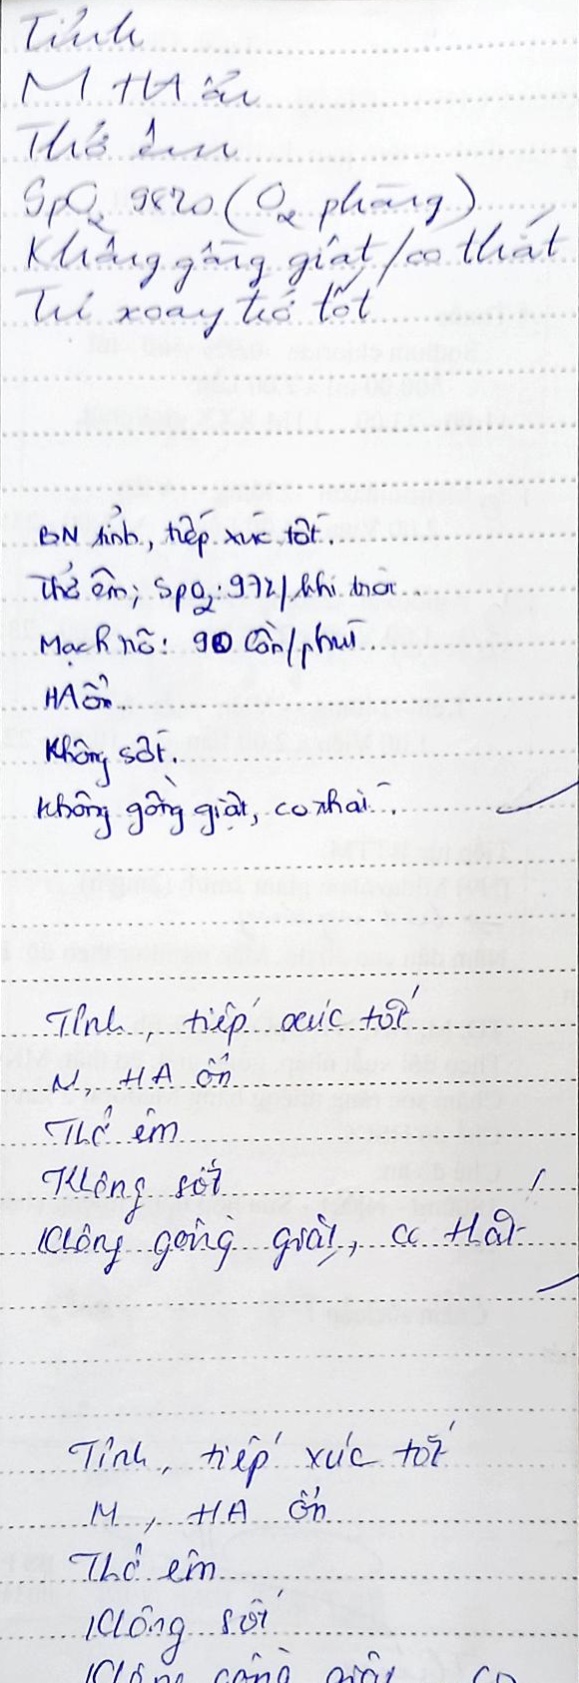 Tỉnh
M HA ổn
Thở êm
SpO2 98% (O2 phòng)
Không gồng giật / co thắt
Tự xoay trở tốt
BN tỉnh, tiếp xúc tốt.
Thở êm; SpO2: 97% / khí trời.
Mạch rõ: 90 lần/phút.
HA ổn.
Không sốt.
Không gồng giật, co thắt.
Tỉnh, tiếp xúc tốt
M, HA ổn
Thở êm
Không sốt
Không gồng giật, co thắt
Tỉnh, tiếp xúc tốt
M, HA ổn
Thở êm
Không sốt
Không gồng giật, co